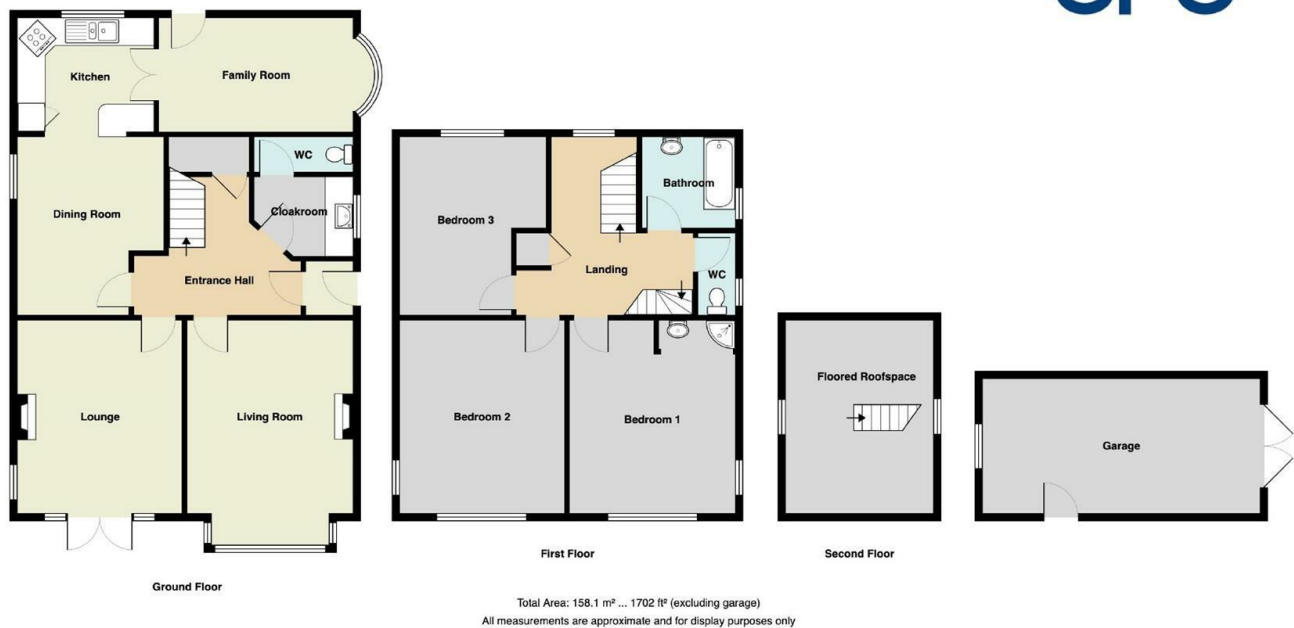 Kitchen
Family Room
WC
Cloakroom
Dining Room
Entrance Hall
Lounge
Living Room
Ground Floor
Bedroom 3
Bathroom
Landing
WC
Bedroom 2
Bedroom 1
First Floor
Floored Roofspace
Second Floor
Garage
Total Area: 158.1 m² ... 1702 ft² (excluding garage)
All measurements are approximate and for display purposes only